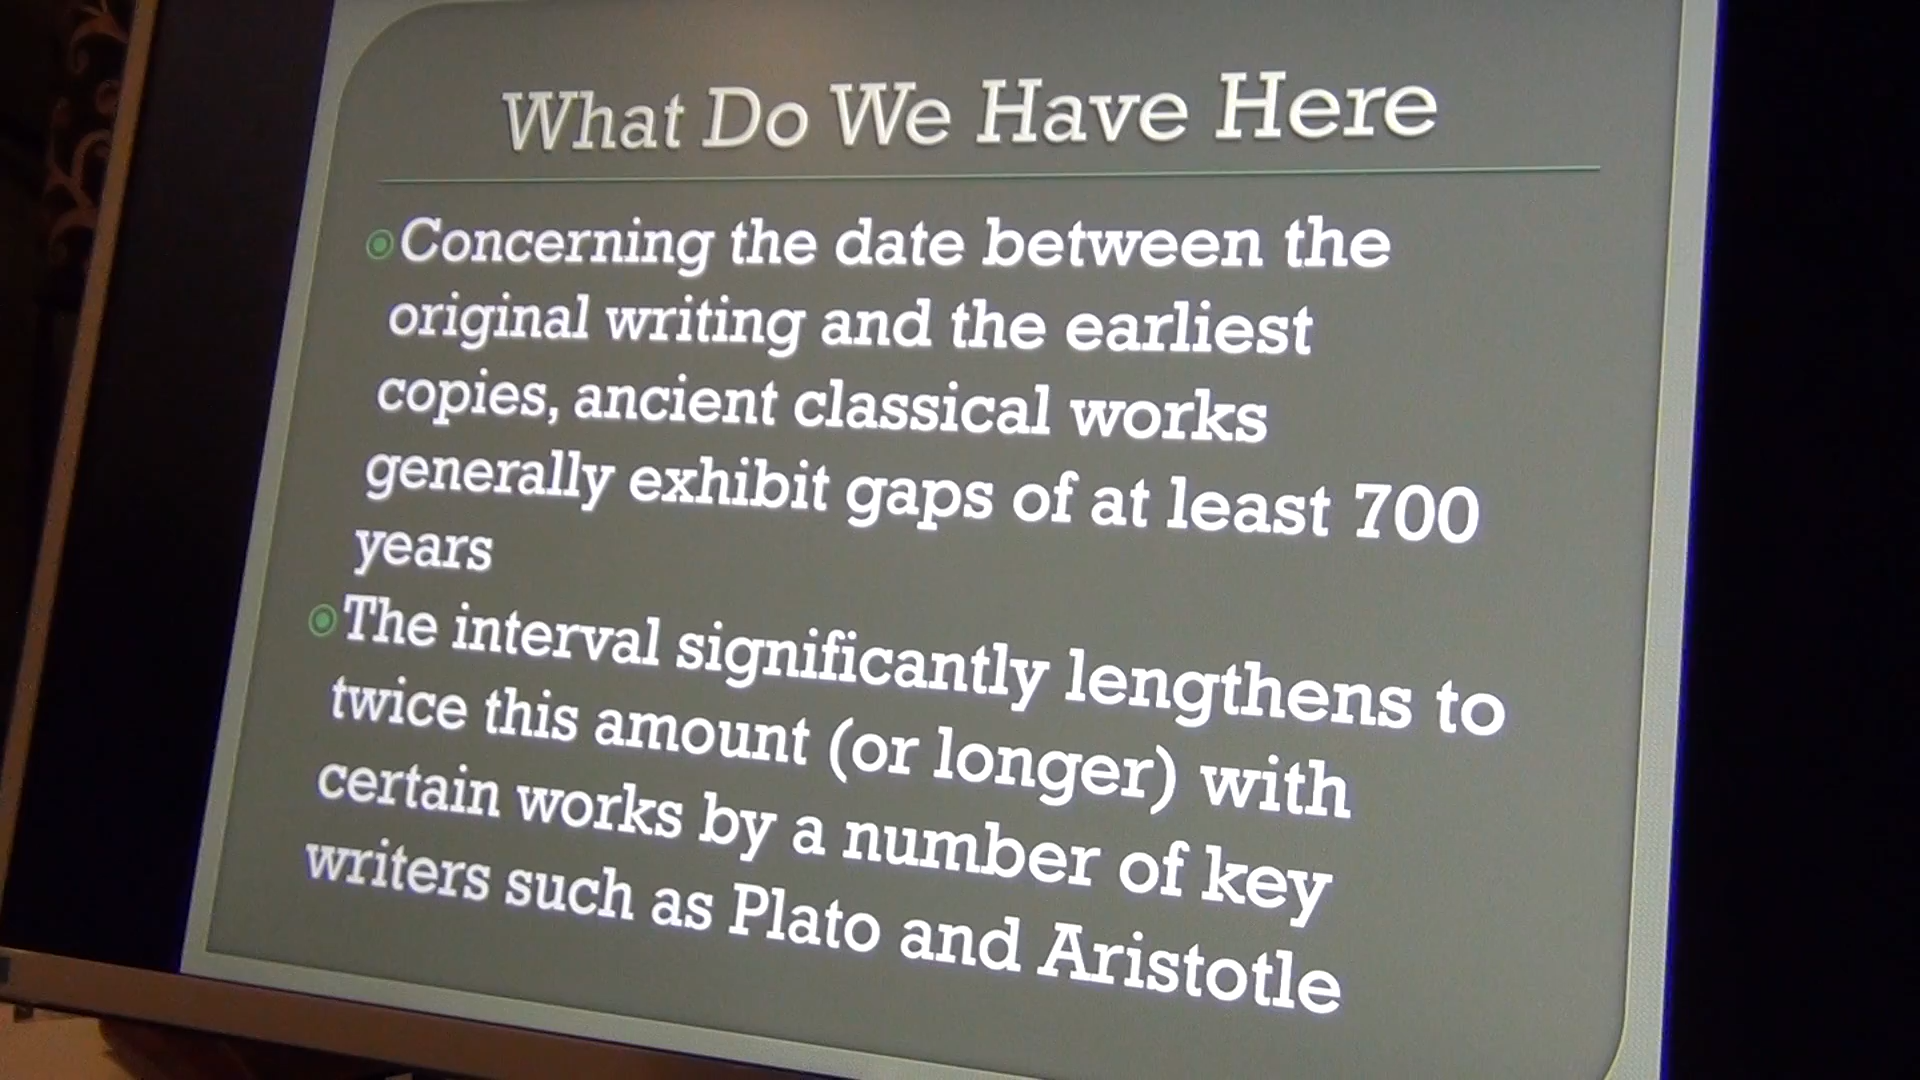 What Do We Have Here
Concerning the date between the
original writing and the earliest
copies, ancient classical works
generally exhibit gaps of at least 700
years
The interval significantly lengthens to
twice this amount (or longer) with
certain works by a number of key
writers such as Plato and Aristotle